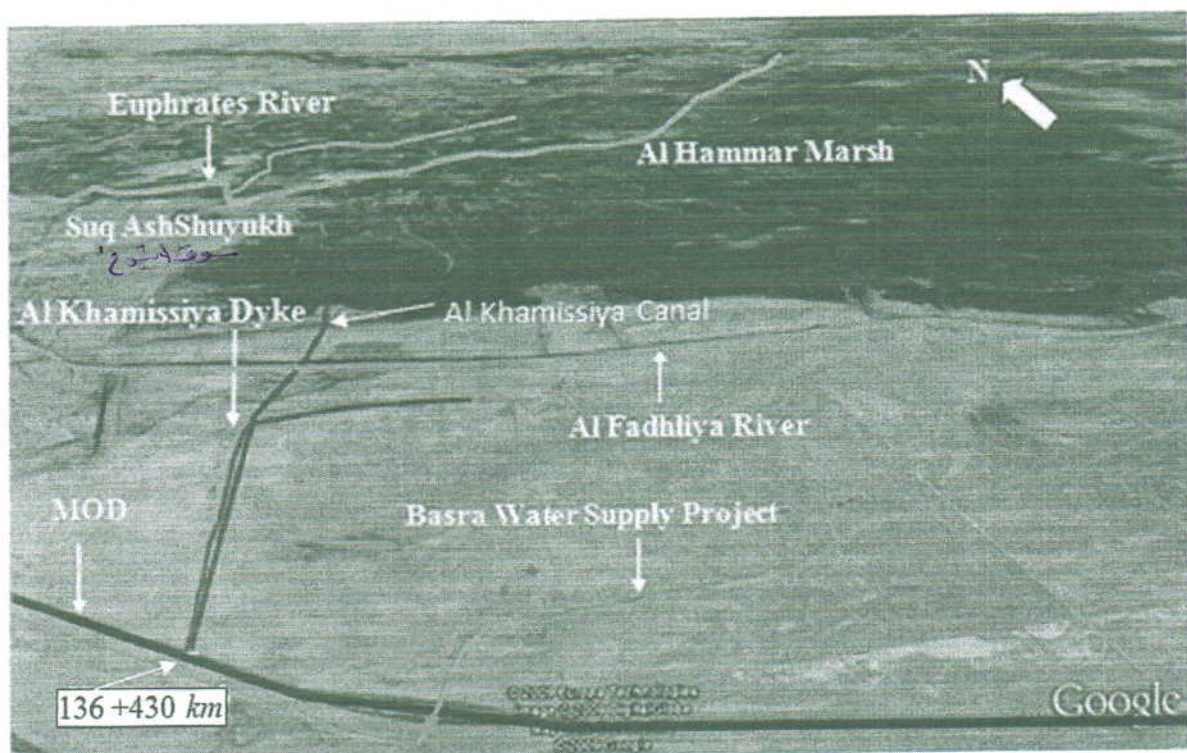 N
Euphrates River
Al Hammar Marsh
Suq AshShuyukh
سوق الشيوخ
Al Khamissiya Dyke
Al Khamissiya Canal
Al Fadhliya River
MOD
Basra Water Supply Project
136 +430 km
Google